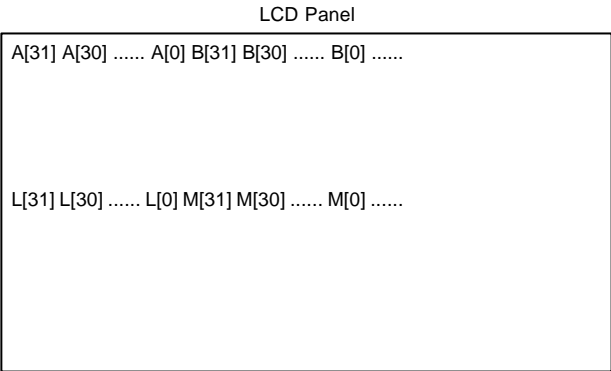 LCD Panel
A[31] A[30] ...... A[0] B[31] B[30] ...... B[0] ......
L[31] L[30] ...... L[0] M[31] M[30] ...... M[0] ......